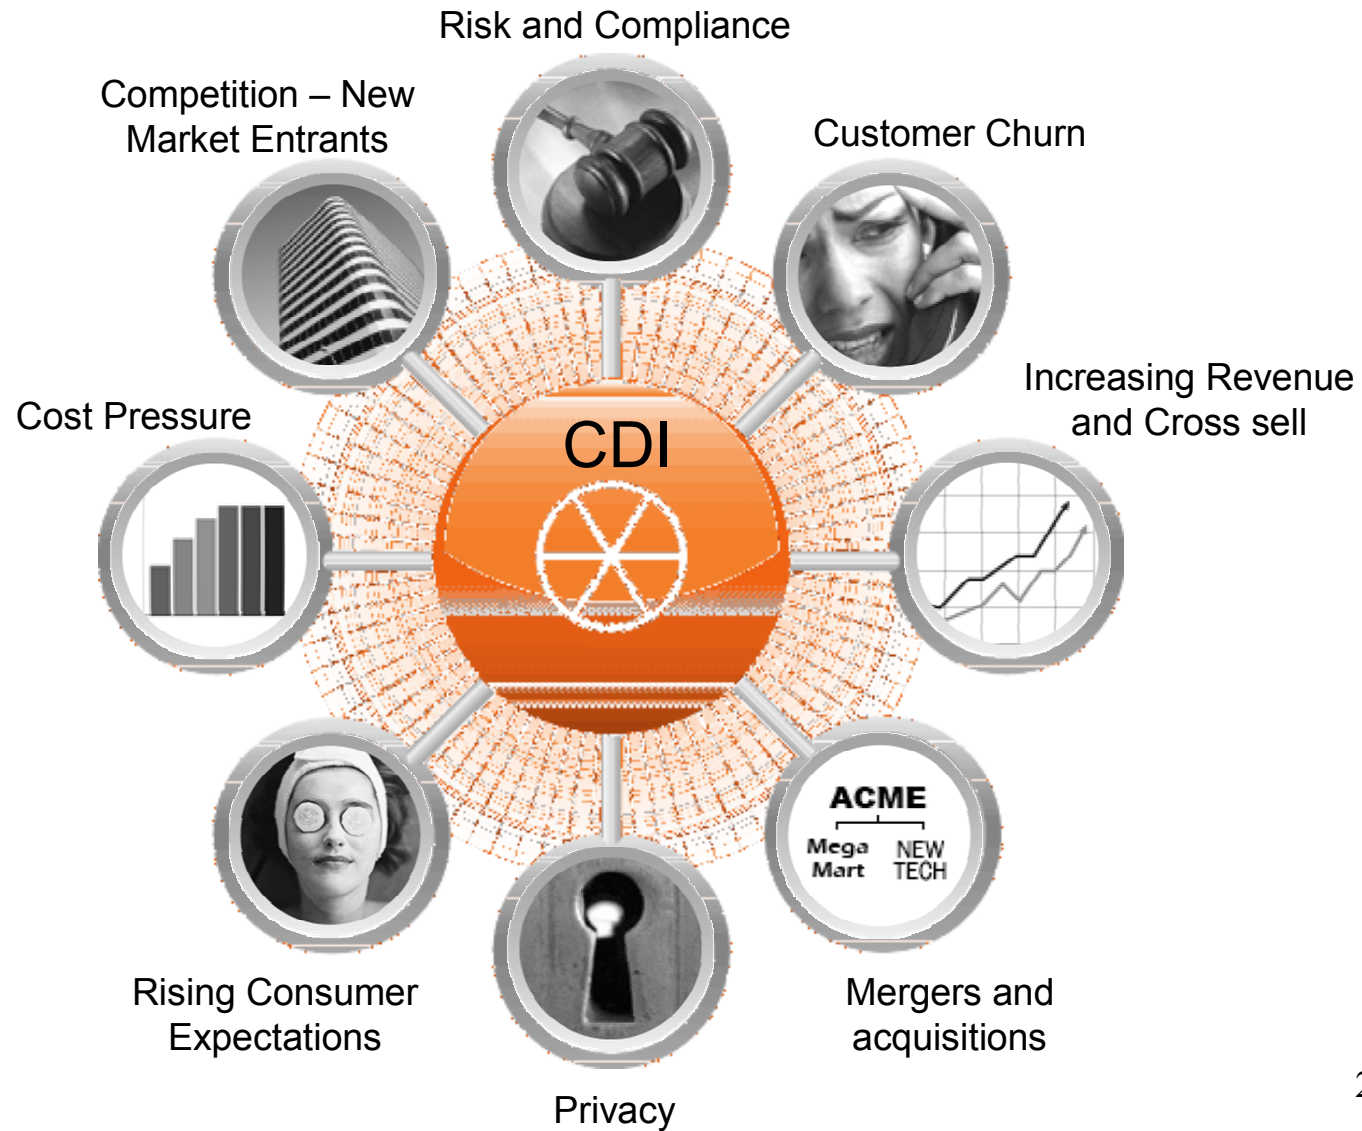 Risk and Compliance
Competition – New
Market Entrants
Customer Churn
Increasing Revenue
and Cross sell
Cost Pressure
CDI
ACME
Mega
Mart
NEW
TECH
Rising Consumer
Expectations
Mergers and
acquisitions
Privacy
2